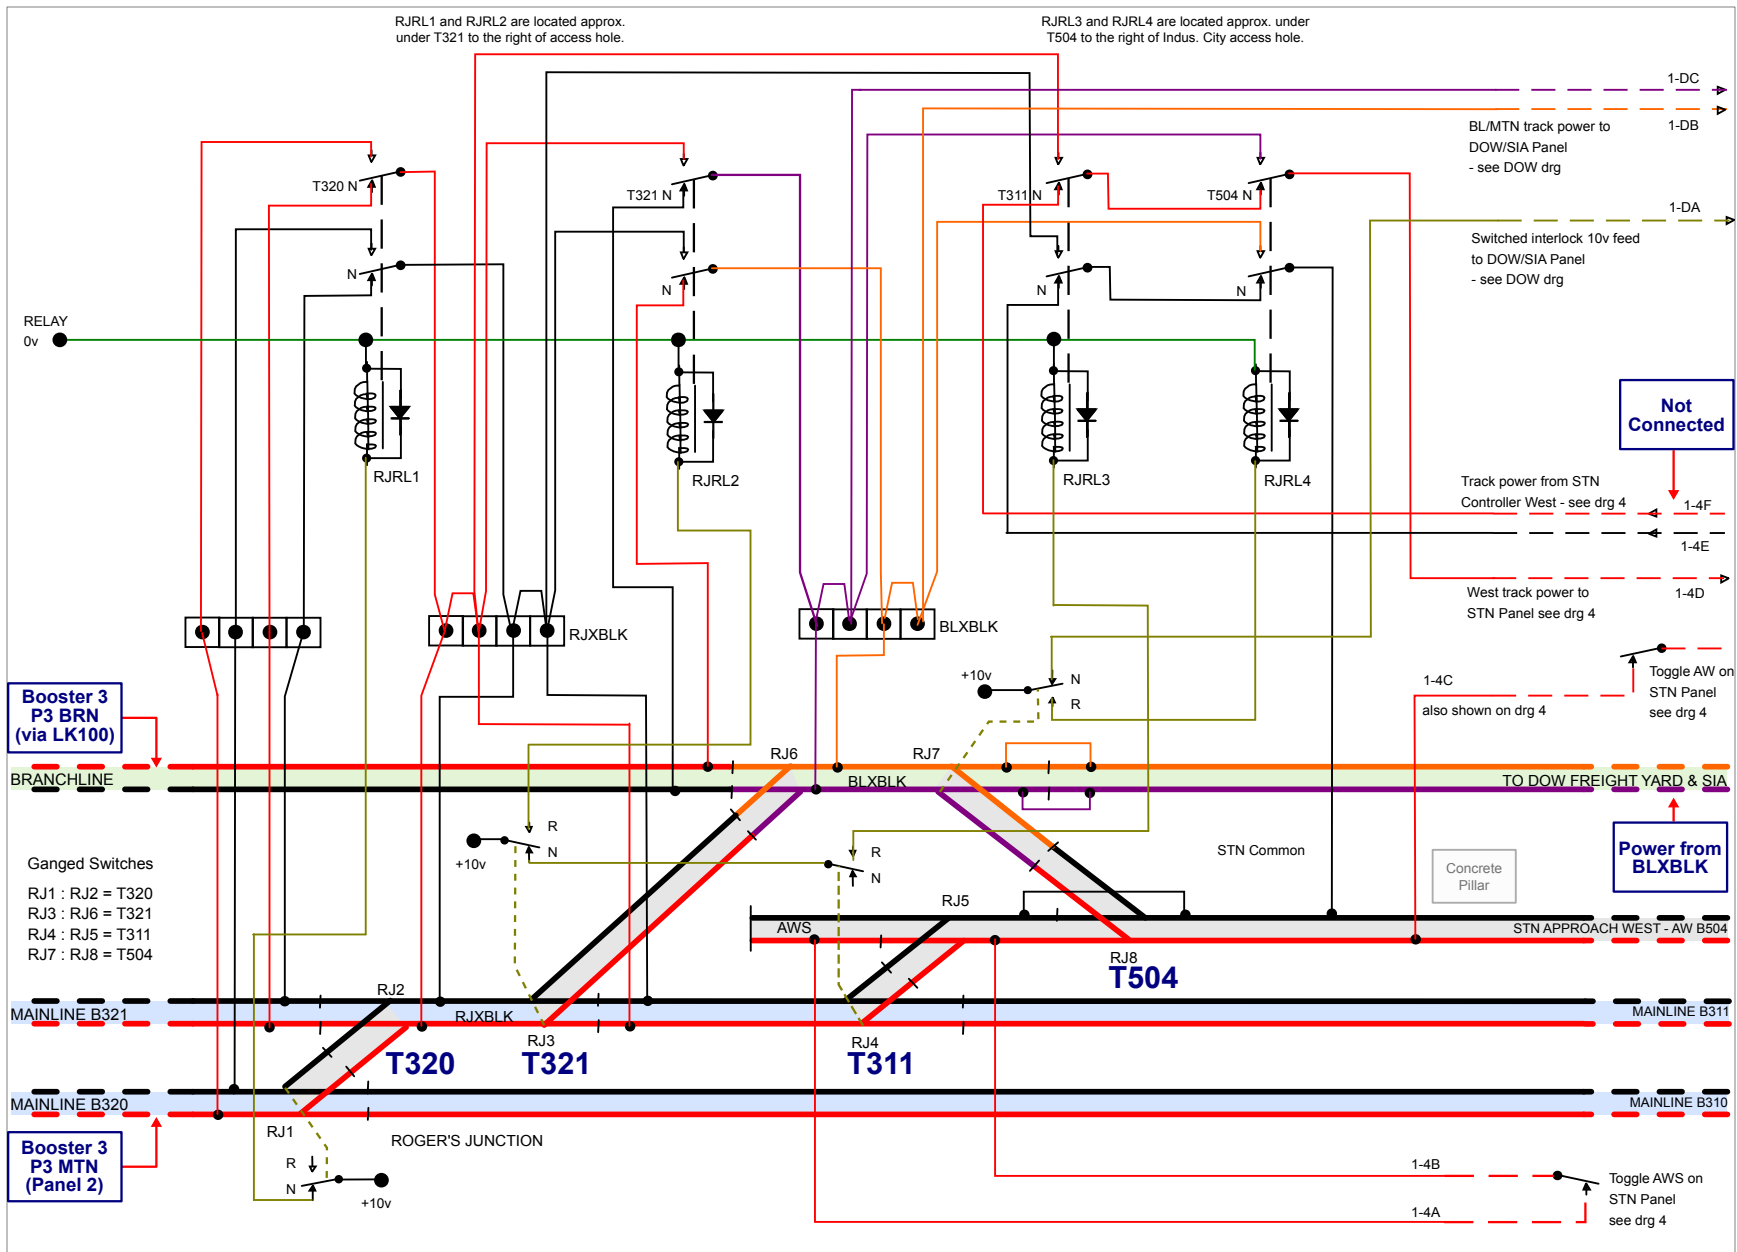 RJRL1 and RJRL2 are located approx.
under T321 to the right of access hole.
RJRL3 and RJRL4 are located approx. under
T504 to the right of Indus. City access hole.
1-DC
1-DB
BL/MTN track power to
DOW/SIA Panel
- see DOW drg
T320 N
T321 N
T311 N
T504 N
1-DA
Switched interlock 10v feed
to DOW/SIA Panel
- see DOW drg
N
N
N
N
RELAY
0v
Not
Connected
RJRL1
RJRL2
RJRL3
RJRL4
Track power from STN
Controller West - see drg 4
1-4F
1-4E
West track power to
STN Panel see drg 4
1-4D
RJXBLK
BLXBLK
+10v
N
R
1-4C
also shown on drg 4
Toggle AW on
STN Panel
see drg 4
Booster 3
P3 BRN
(via LK100)
RJ6
RJ7
BRANCHLINE
BLXBLK
TO DOW FREIGHT YARD & SIA
R
N
+10v
R
N
STN Common
Concrete
Pillar
Power from
BLXBLK
Ganged Switches
RJ1 : RJ2 = T320
RJ3 : RJ6 = T321
RJ4 : RJ5 = T311
RJ7 : RJ8 = T504
RJ5
AWS
STN APPROACH WEST - AW B504
RJ8
T504
RJ2
MAINLINE B321
RJXBLK
MAINLINE B311
RJ3
RJ4
T320
T321
T311
MAINLINE B320
MAINLINE B310
RJ1
ROGER'S JUNCTION
Booster 3
P3 MTN
(Panel 2)
R
N
+10v
1-4B
1-4A
Toggle AWS on
STN Panel
see drg 4